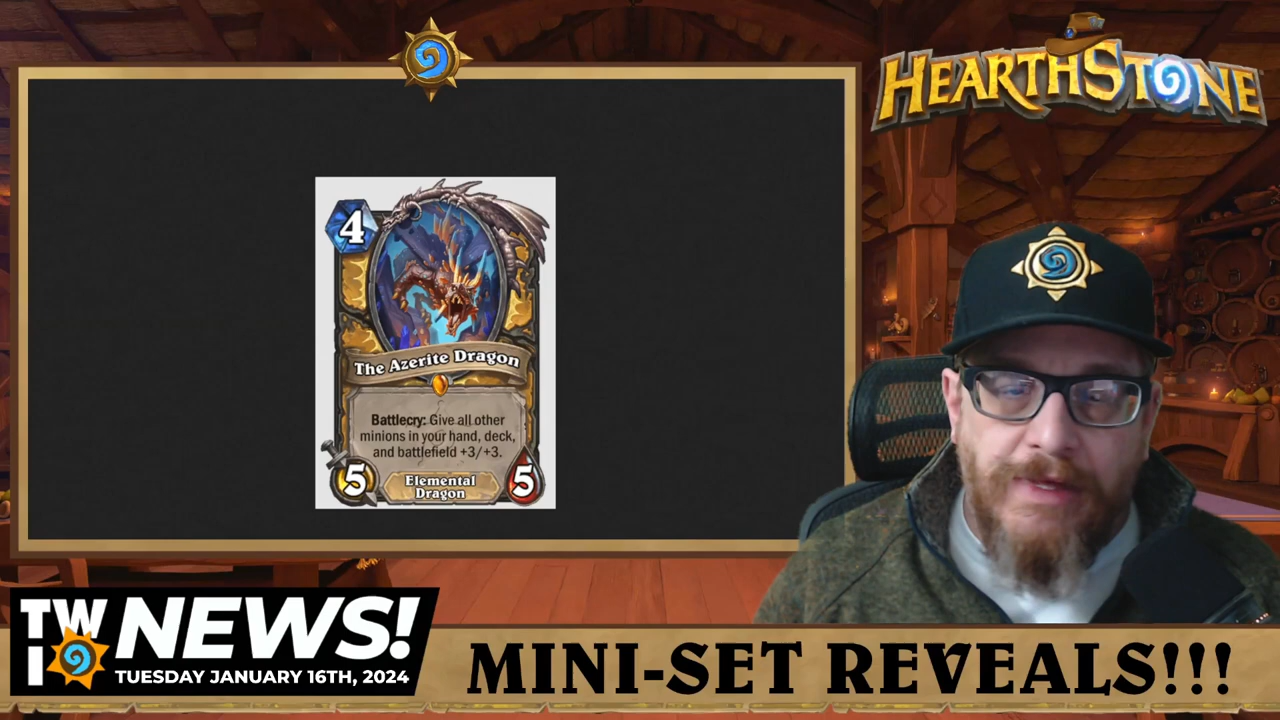 HEARTHSTONE
4
The Azerite Dragon
Battlecry: Give all other
minions in your hand, deck,
and battlefield +3/+3.
5
Elemental
Dragon
5
TW
I
NEWS!
TUESDAY JANUARY 16TH, 2024
MINI-SET REVEALS!!!